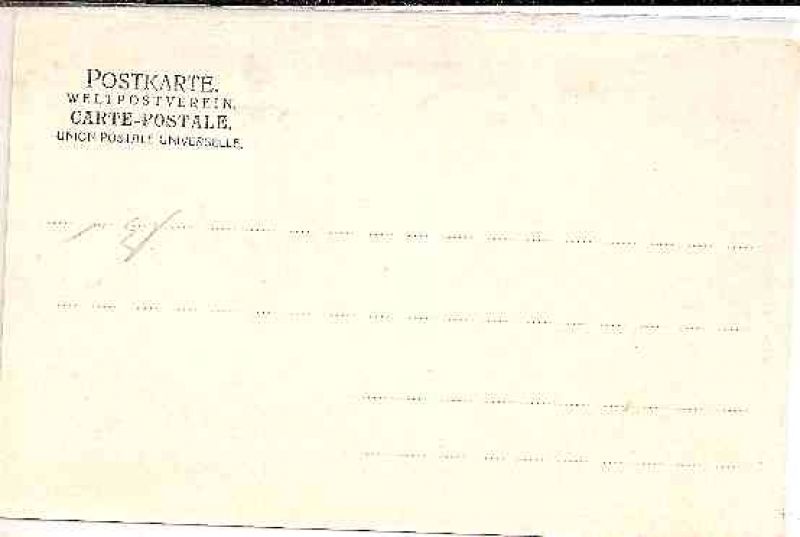 POSTKARTE.
WELTPOSTVEREIN.
CARTE-POSTALE.
UNION POSTALE UNIVERSELLE.